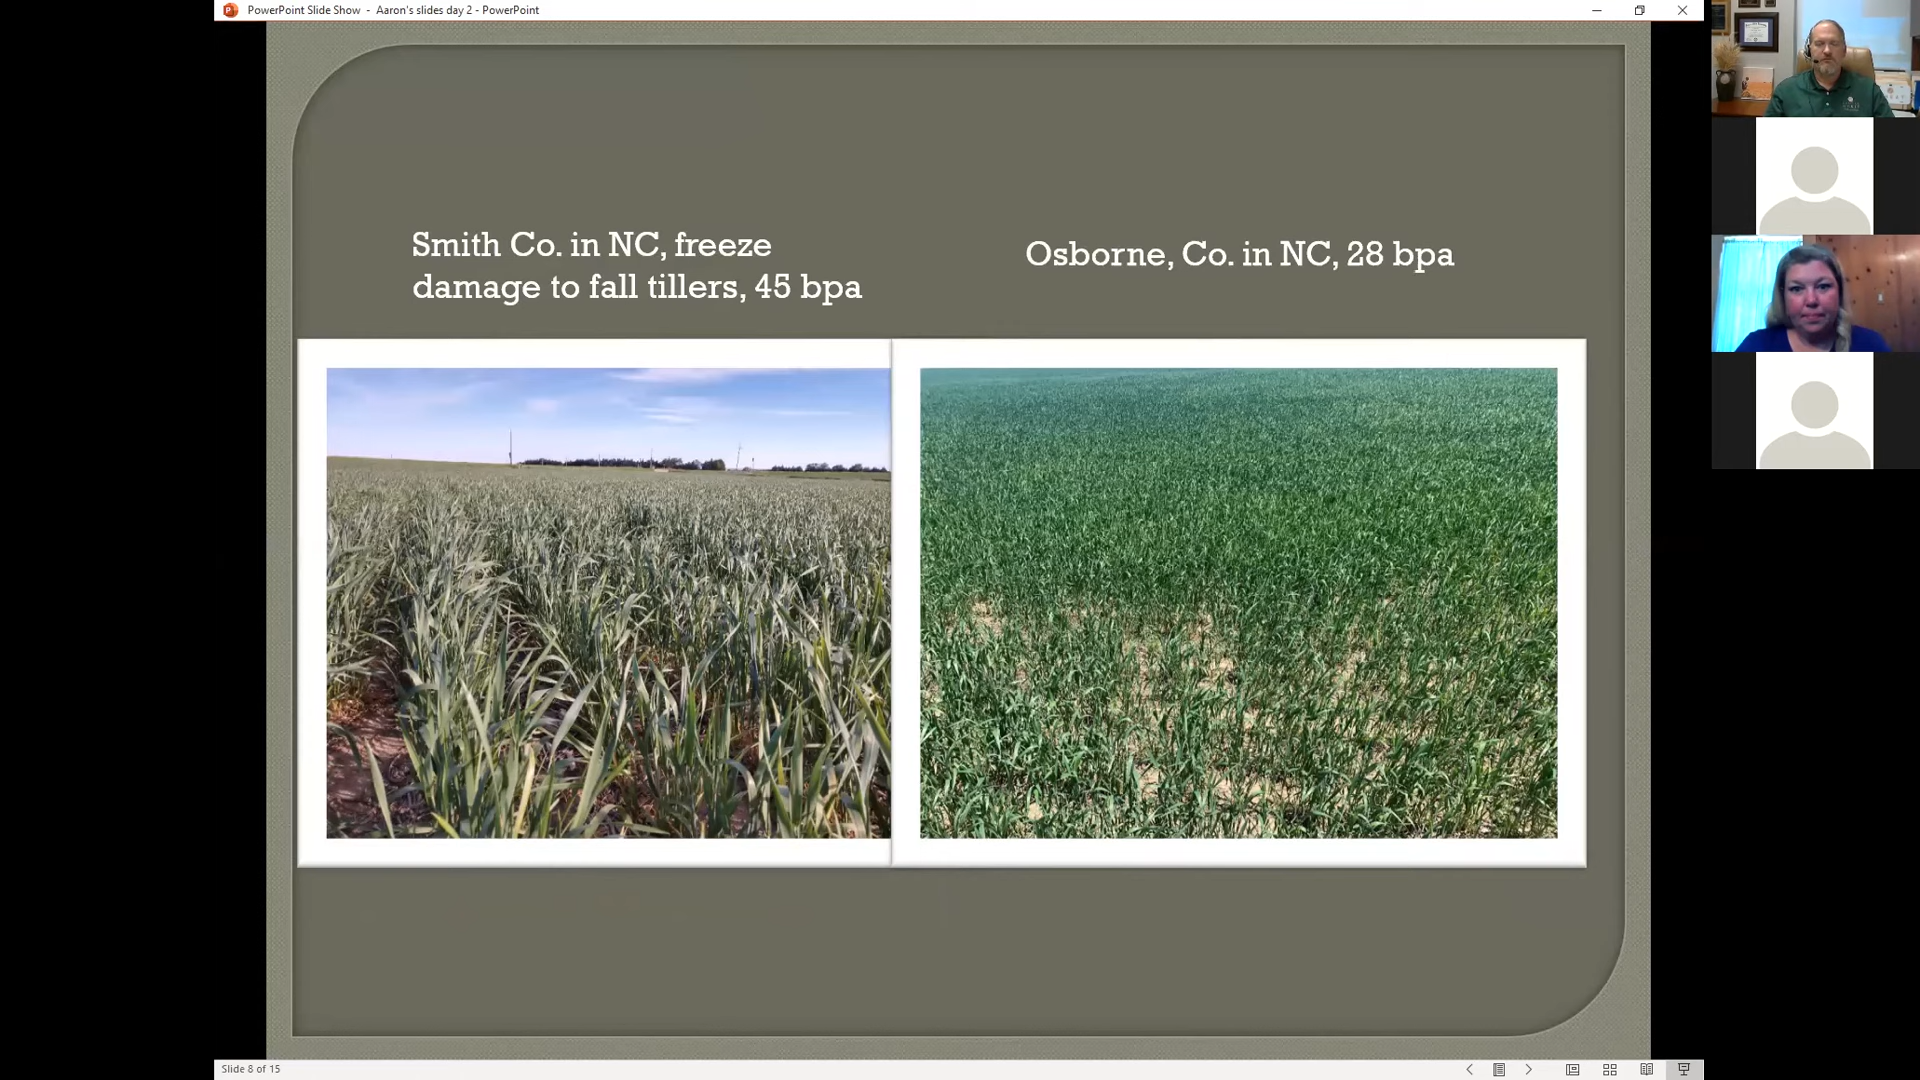 PowerPoint Slide Show - Aaron's slides day 2 - PowerPoint
Smith Co. in NC, freeze
damage to fall tillers, 45 bpa
Osborne, Co. in NC, 28 bpa
Slide 8 of 15